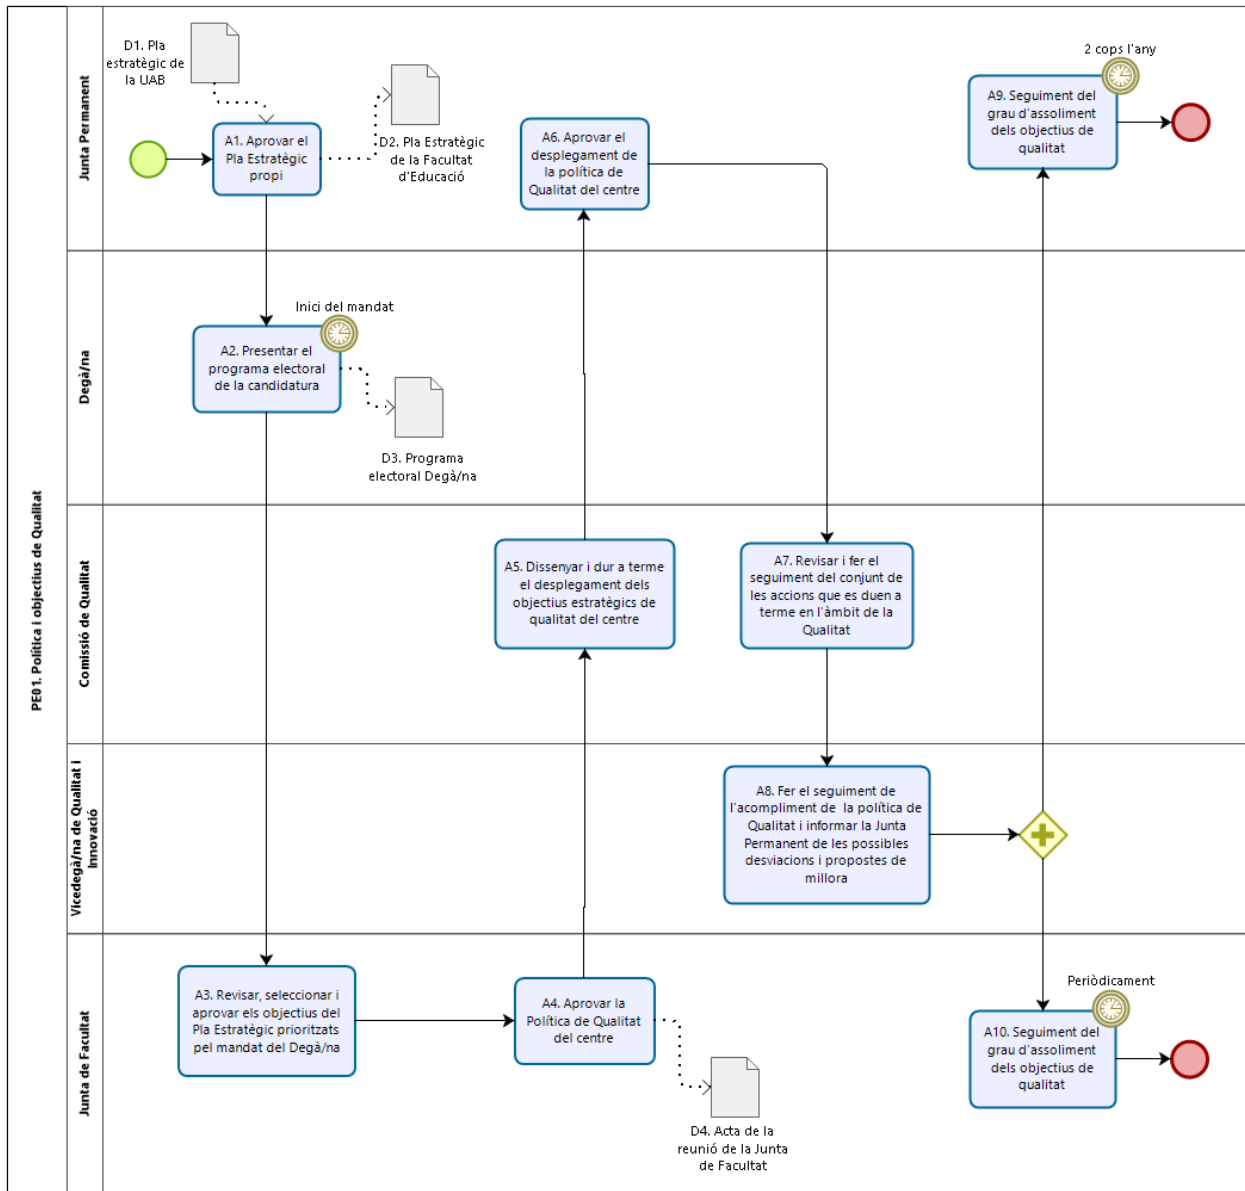 PE01. Política i objectius de Qualitat
Junta Permanent
D1. Pla
estratègic de
la UAB
A1. Aprovar el
Pla Estratègic
propi
D2. Pla Estratègic
de la Facultat
d'Educació
A6. Aprovar el
desplegament de
la política de
Qualitat del centre
2 cops l'any
A9. Seguiment del
grau d'assoliment
dels objectius de
qualitat
Degà/na
Inici del mandat
A2. Presentar el
programa electoral
de la candidatura
D3. Programa
electoral Degà/na
Comissió de Qualitat
A5. Dissenyar i dur a terme
el desplegament dels
objectius estratègics de
qualitat del centre
A7. Revisar i fer el
seguiment del conjunt de
les accions que es duen a
terme en l'àmbit de la
Qualitat
Vicedegà/na de Qualitat i
Innovació
A8. Fer el seguiment de
l'acompliment de la política de
Qualitat i informar la Junta
Permanent de les possibles
desviacions i propostes de
millora
Junta de Facultat
A3. Revisar, seleccionar i
aprovar els objectius del
Pla Estratègic prioritzats
pel mandat del Degà/na
A4. Aprovar la
Política de Qualitat
del centre
D4. Acta de la
reunió de la Junta
de Facultat
Periòdicament
A10. Seguiment del
grau d'assoliment
dels objectius de
qualitat